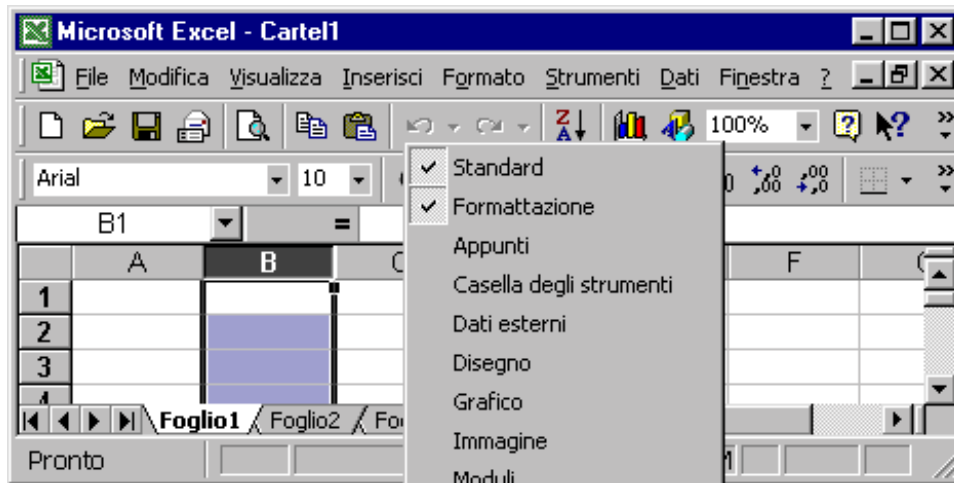 Microsoft Excel - Cartel1
File Modifica Visualizza Inserisci Formato Strumenti Dati Finestra ?
100%
Arial 10
B1 =
A B F
1
2
3
Standard
Formattazione
Appunti
Casella degli strumenti
Dati esterni
Disegno
Grafico
Immagine
Moduli
Foglio1 Foglio2
Pronto